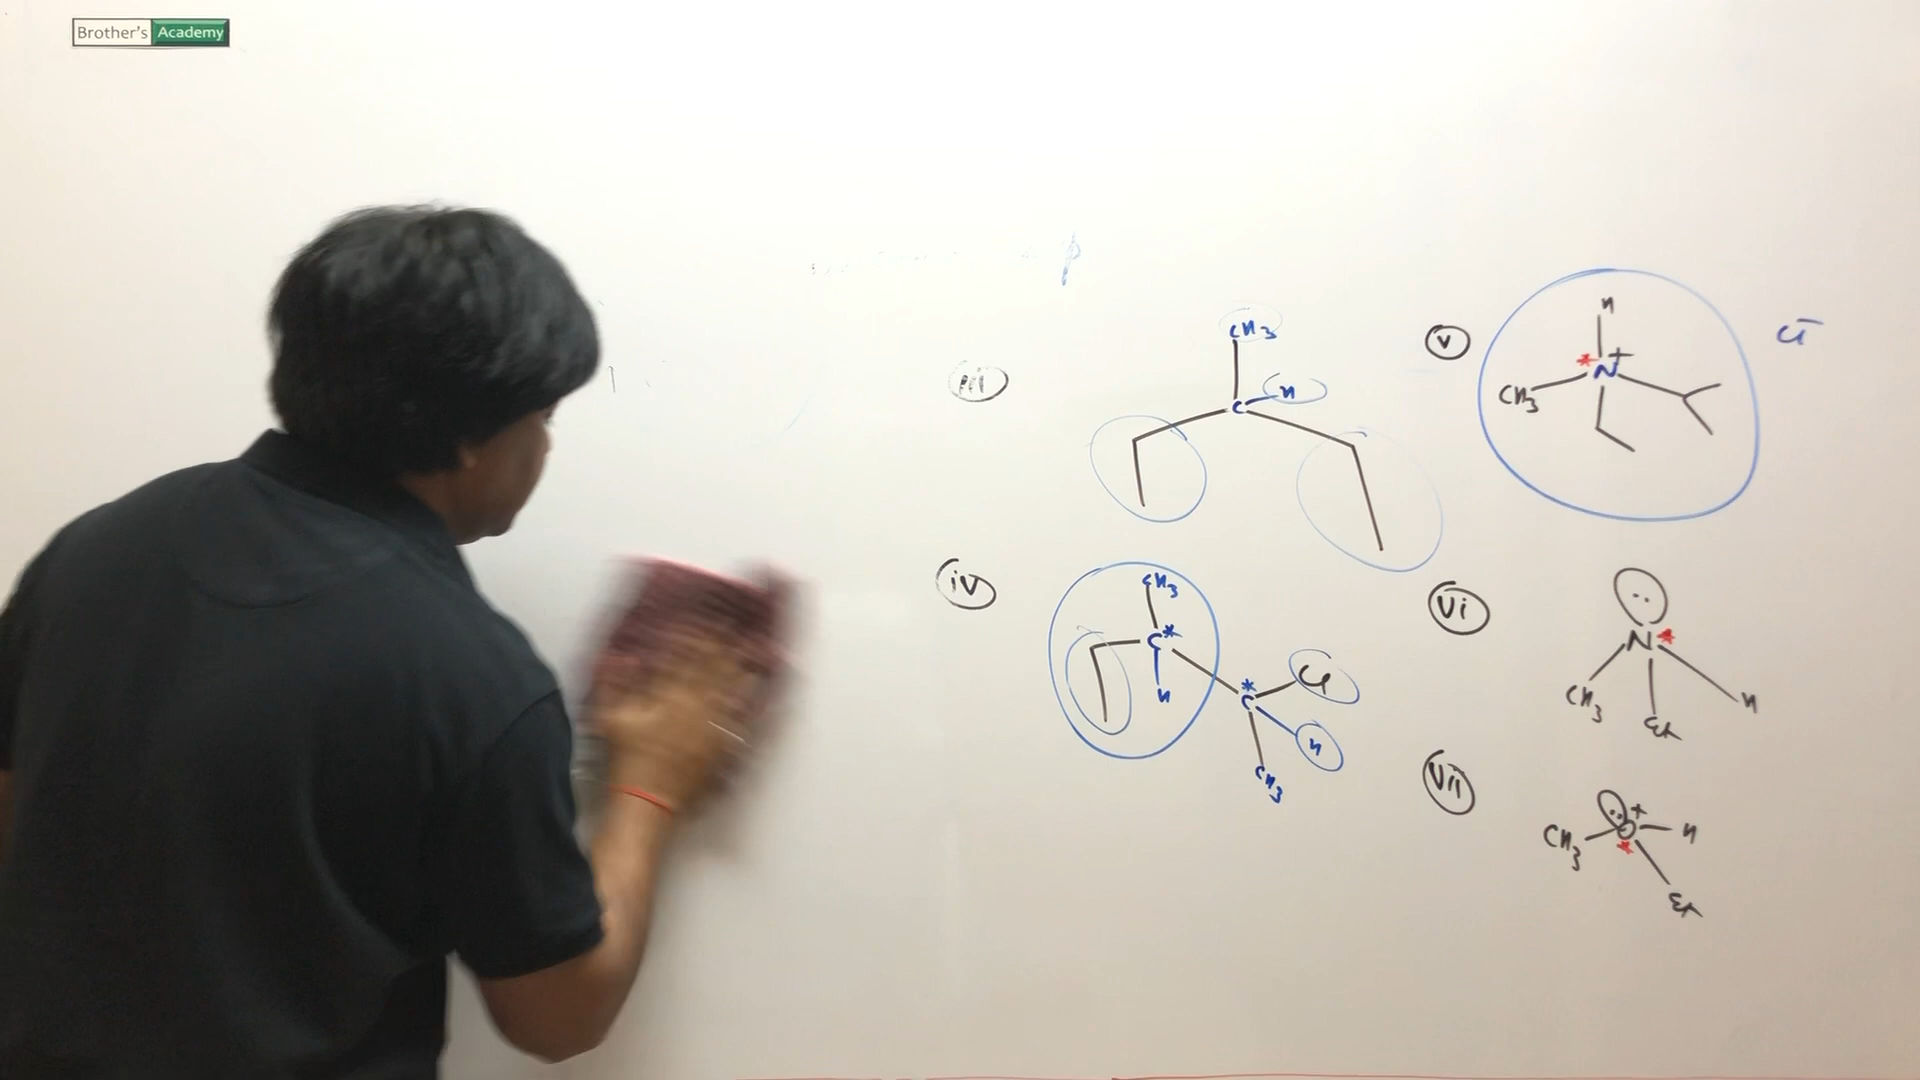 Brother's Academy
iii
CH3
C H
iv
CH3
C*
H
*
C Cl
H
CH3
v
H
* +
CH3 N
Cl-
vi
..
N *
CH3 Et H
vii
.. +
CH3 O H
*
Et